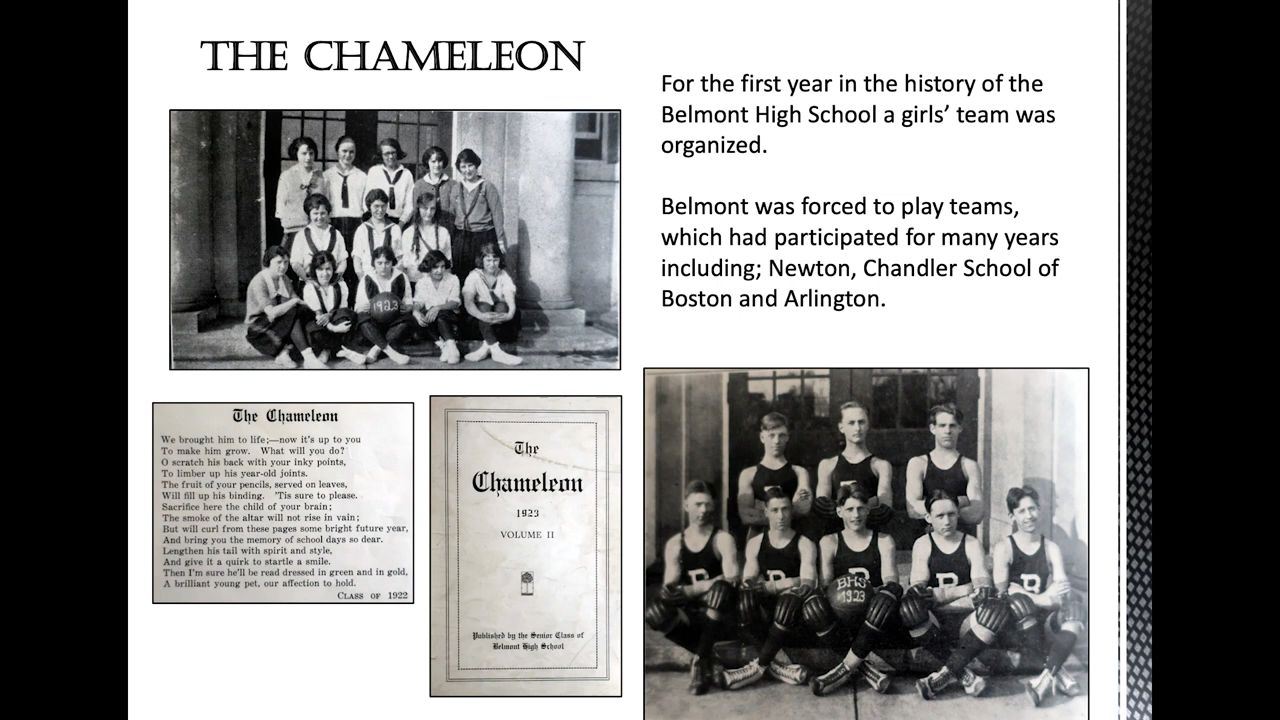 THE CHAMELEON
For the first year in the history of the
Belmont High School a girls' team was
organized.
Belmont was forced to play teams,
which had participated for many years
including; Newton, Chandler School of
Boston and Arlington.
1923
The Chameleon
We brought him to life;—now it's up to you
To make him grow. What will you do?
O scratch his back with your inky points,
To limber up his year-old joints.
The fruit of your pencils, served on leaves,
Will fill up his binding. 'Tis sure to please.
Sacrifice here the child of your brain;
The smoke of the altar will not rise in vain;
But will curl from these pages some bright future year,
And bring you the memory of school days so dear.
Lengthen his tail with spirit and style,
And give it a quirk to startle a smile.
Then I'm sure he'll be read dressed in green and in gold,
A brilliant young pet, our affection to hold.
CLASS OF 1922
The
Chameleon
1923
VOLUME II
Published by the Senior Class of
Belmont High School
B
B
B
B
BHS
1923